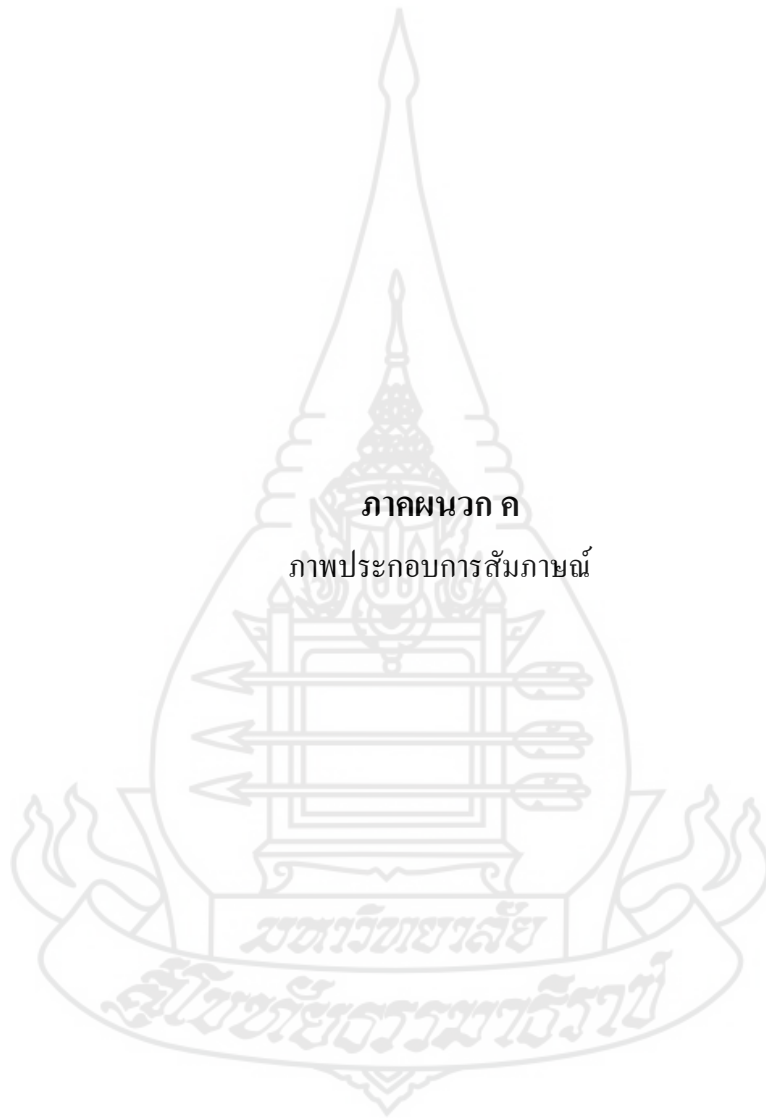 ภาคผนวก ค
ภาพประกอบการสัมภาษณ์
มหาวิทยาลัย
สุโขทัยธรรมาธิราช